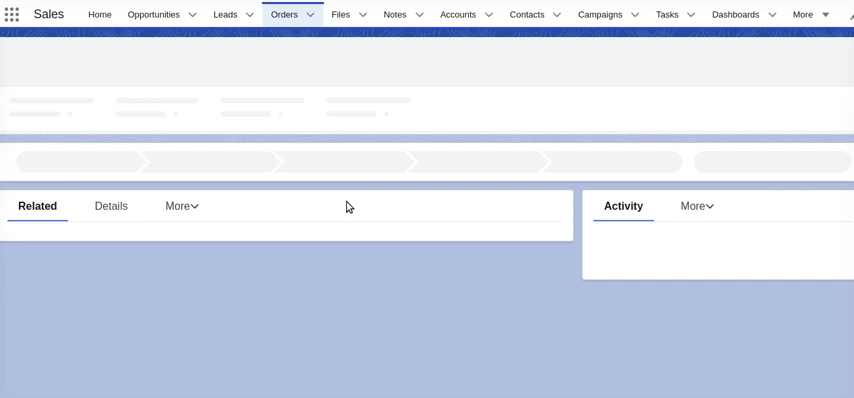 Sales Home Opportunities Leads Orders Files Notes Accounts Contacts Campaigns Tasks Dashboards More
Related Details More Activity More